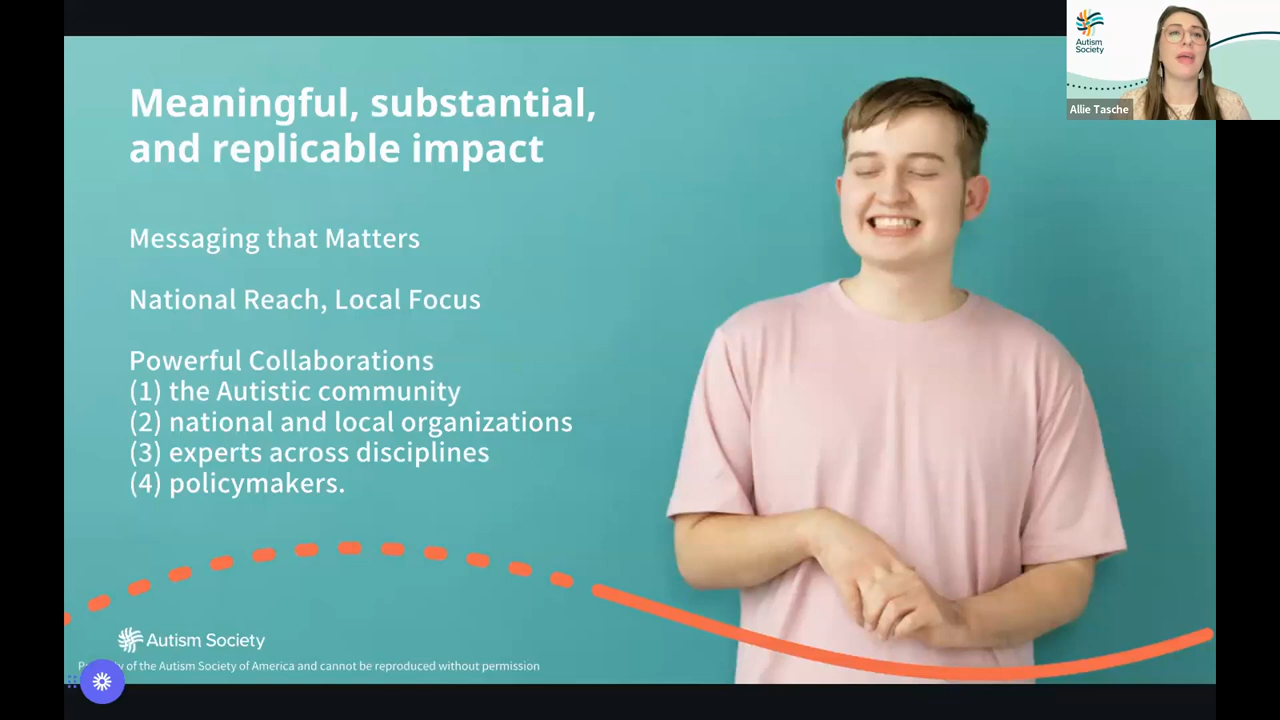 Meaningful, substantial,
and replicable impact
Messaging that Matters
National Reach, Local Focus
Powerful Collaborations
(1) the Autistic community
(2) national and local organizations
(3) experts across disciplines
(4) policymakers.
Autism Society
of the Autism Society of America and cannot be reproduced without permission
Autism
Society
Allie Tasche